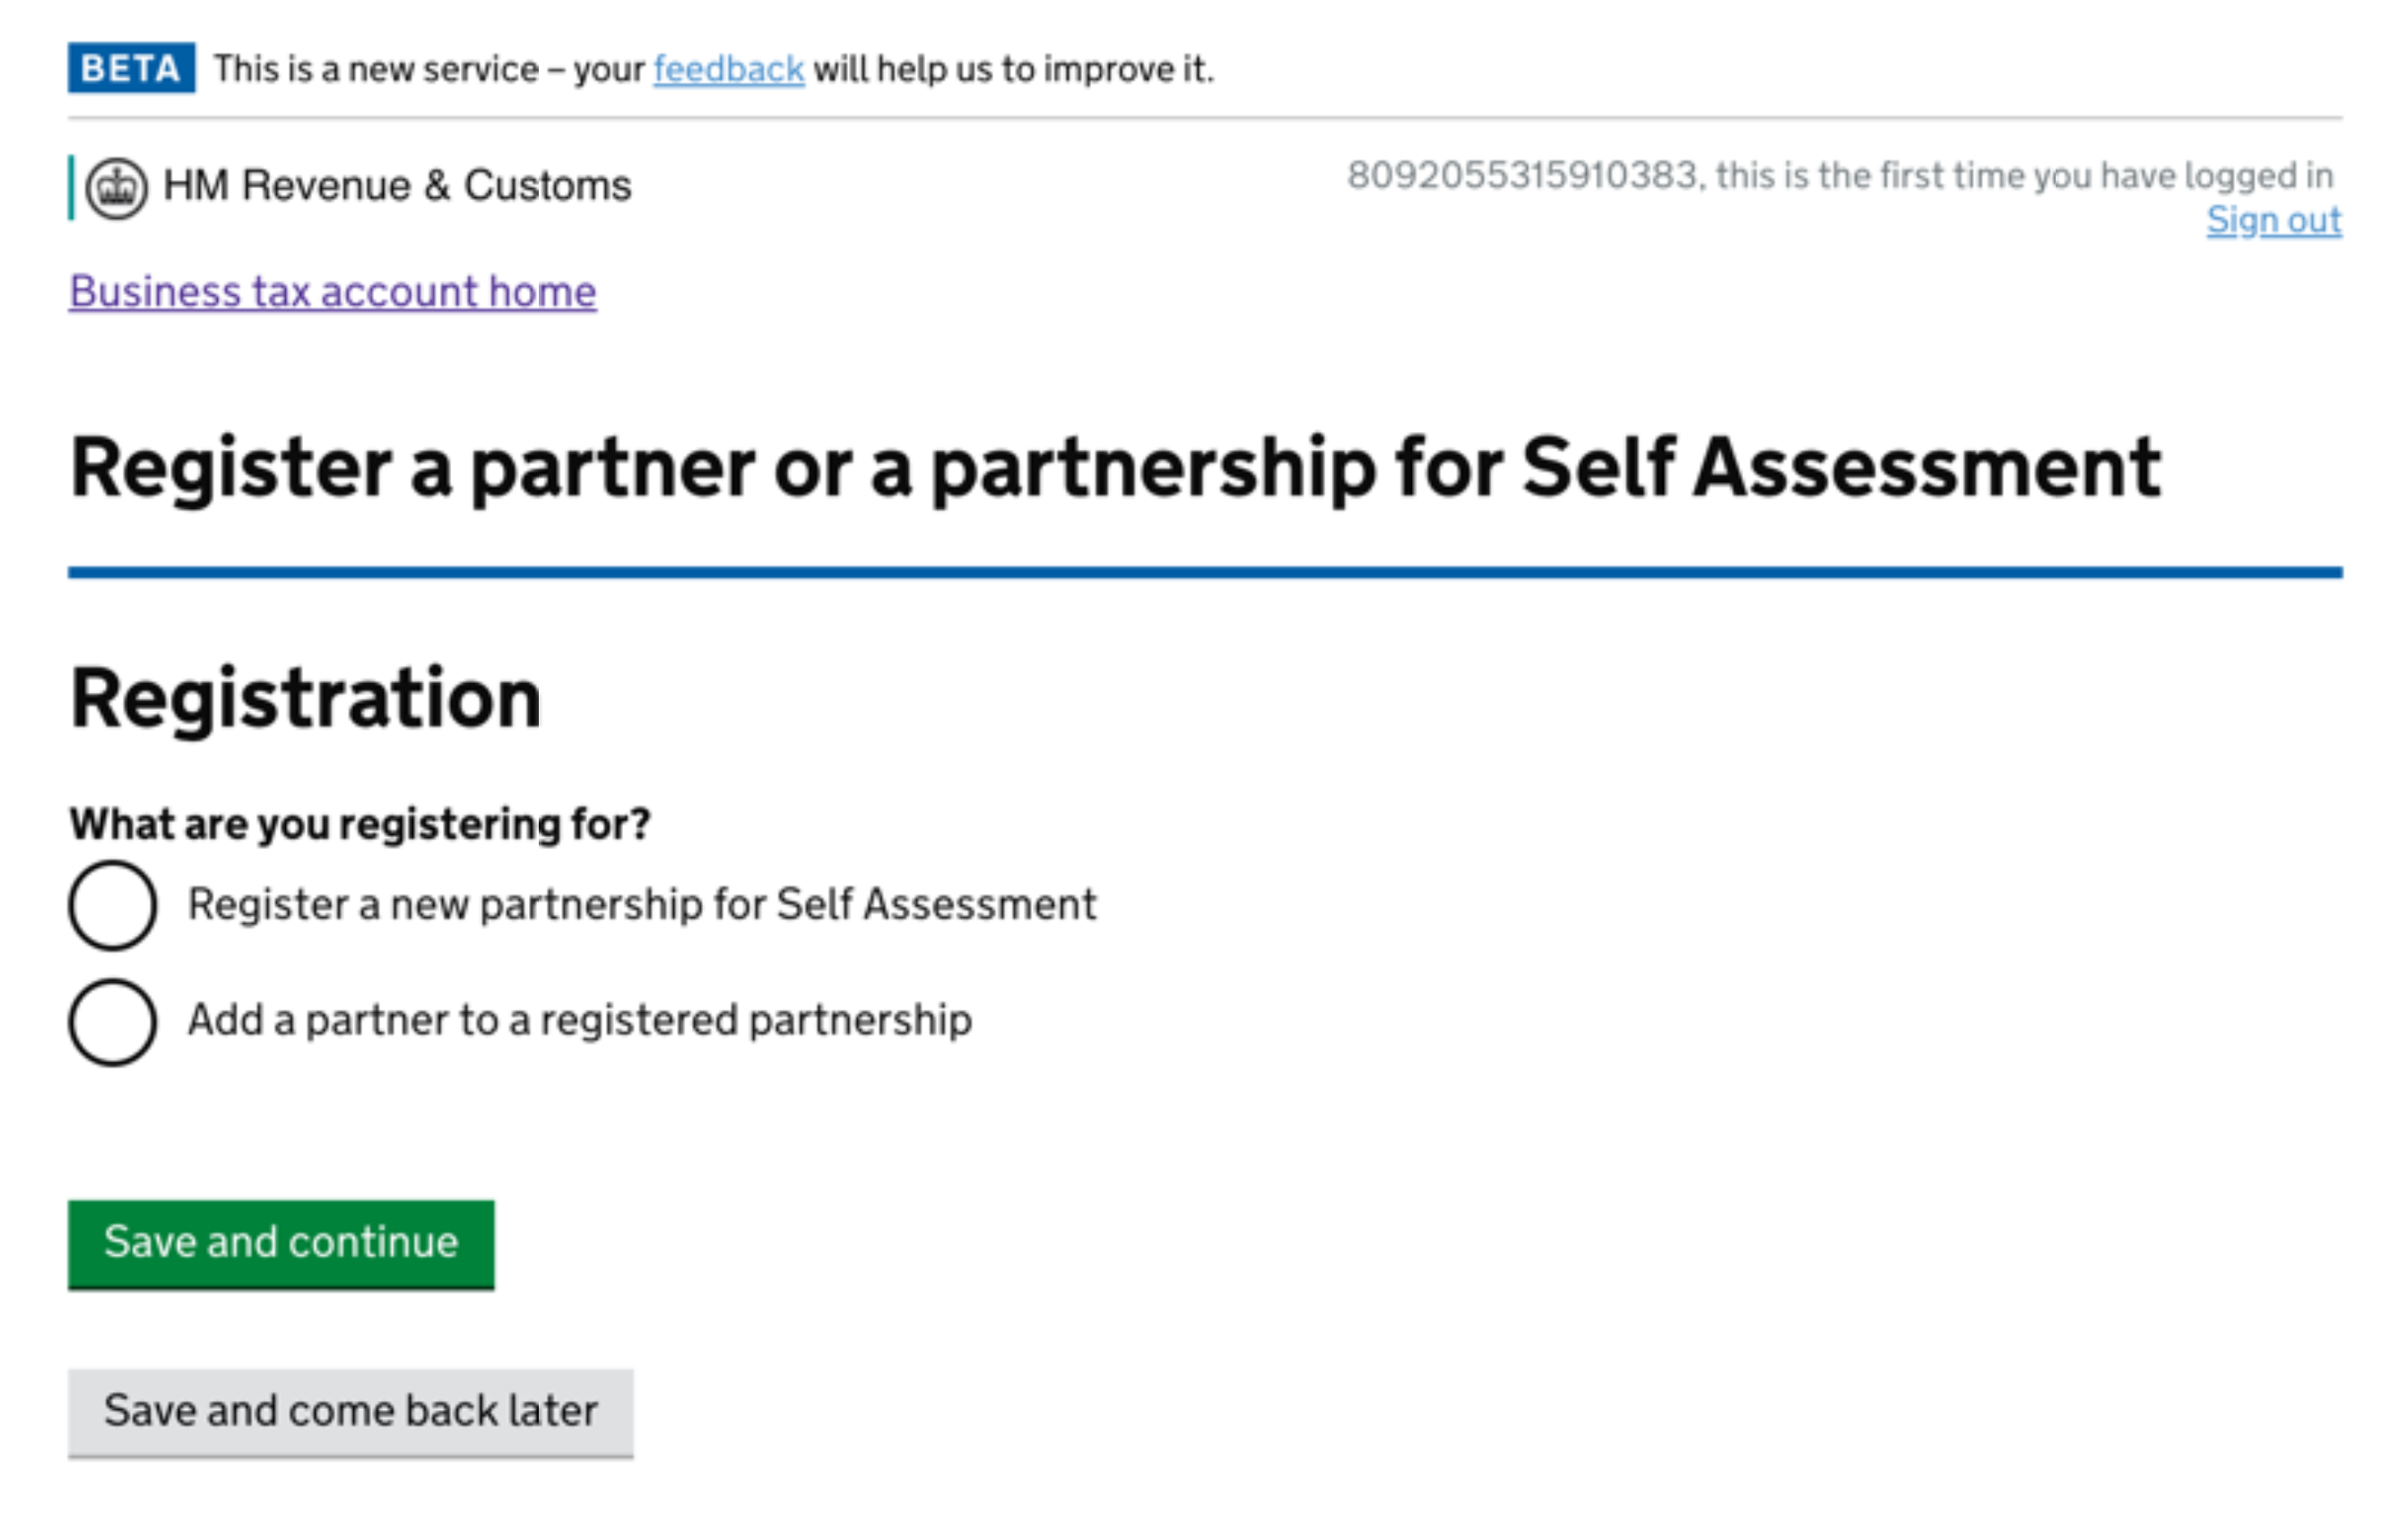 BETA This is a new service – your feedback will help us to improve it.
HM Revenue & Customs
8092055315910383, this is the first time you have logged in
Sign out
Business tax account home
Register a partner or a partnership for Self Assessment
Registration
What are you registering for?
Register a new partnership for Self Assessment
Add a partner to a registered partnership
Save and continue
Save and come back later